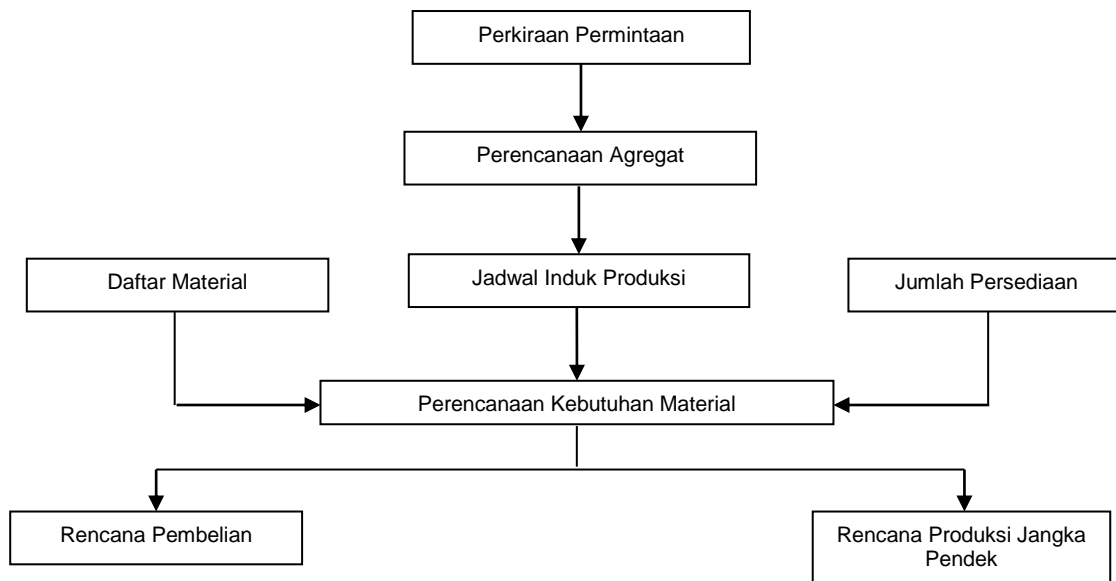 Perkiraan Permintaan
Perencanaan Agregat
Daftar Material
Jadwal Induk Produksi
Jumlah Persediaan
Perencanaan Kebutuhan Material
Rencana Pembelian
Rencana Produksi Jangka
Pendek